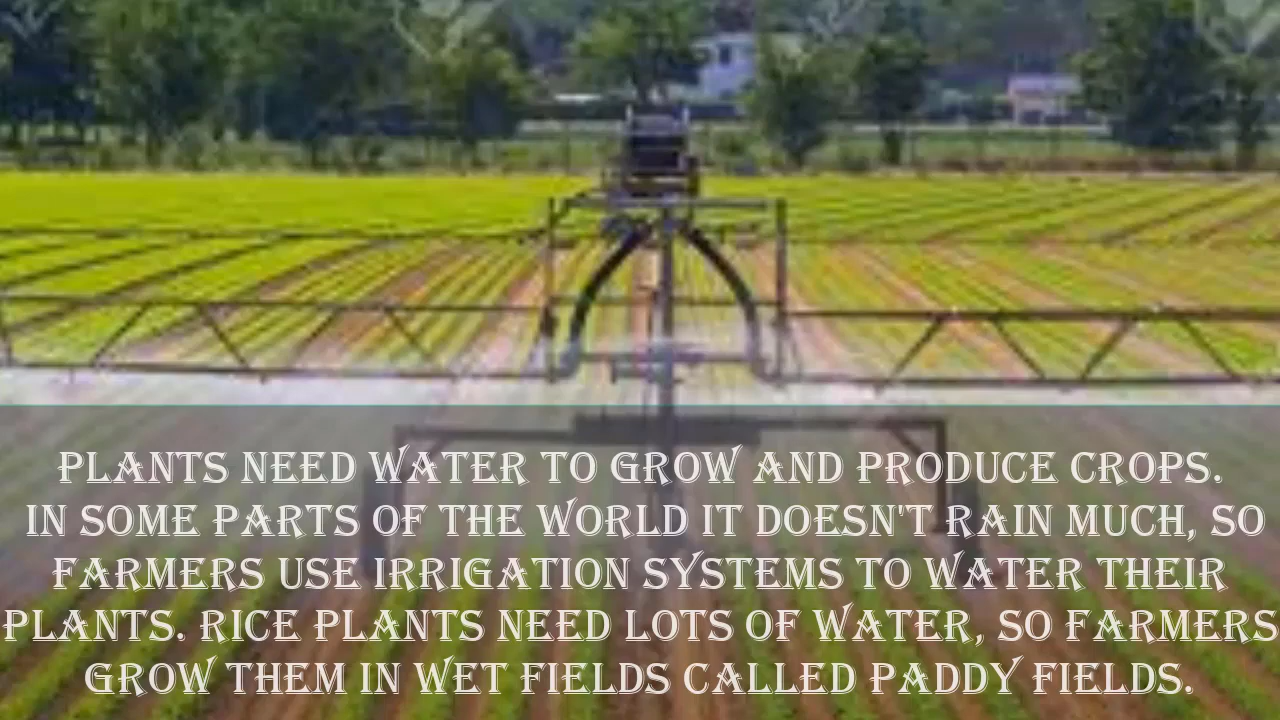 PLANTS NEED WATER TO GROW AND PRODUCE CROPS.
IN SOME PARTS OF THE WORLD IT DOESN'T RAIN MUCH, SO
FARMERS USE IRRIGATION SYSTEMS TO WATER THEIR
PLANTS. RICE PLANTS NEED LOTS OF WATER, SO FARMERS
GROW THEM IN WET FIELDS CALLED PADDY FIELDS.